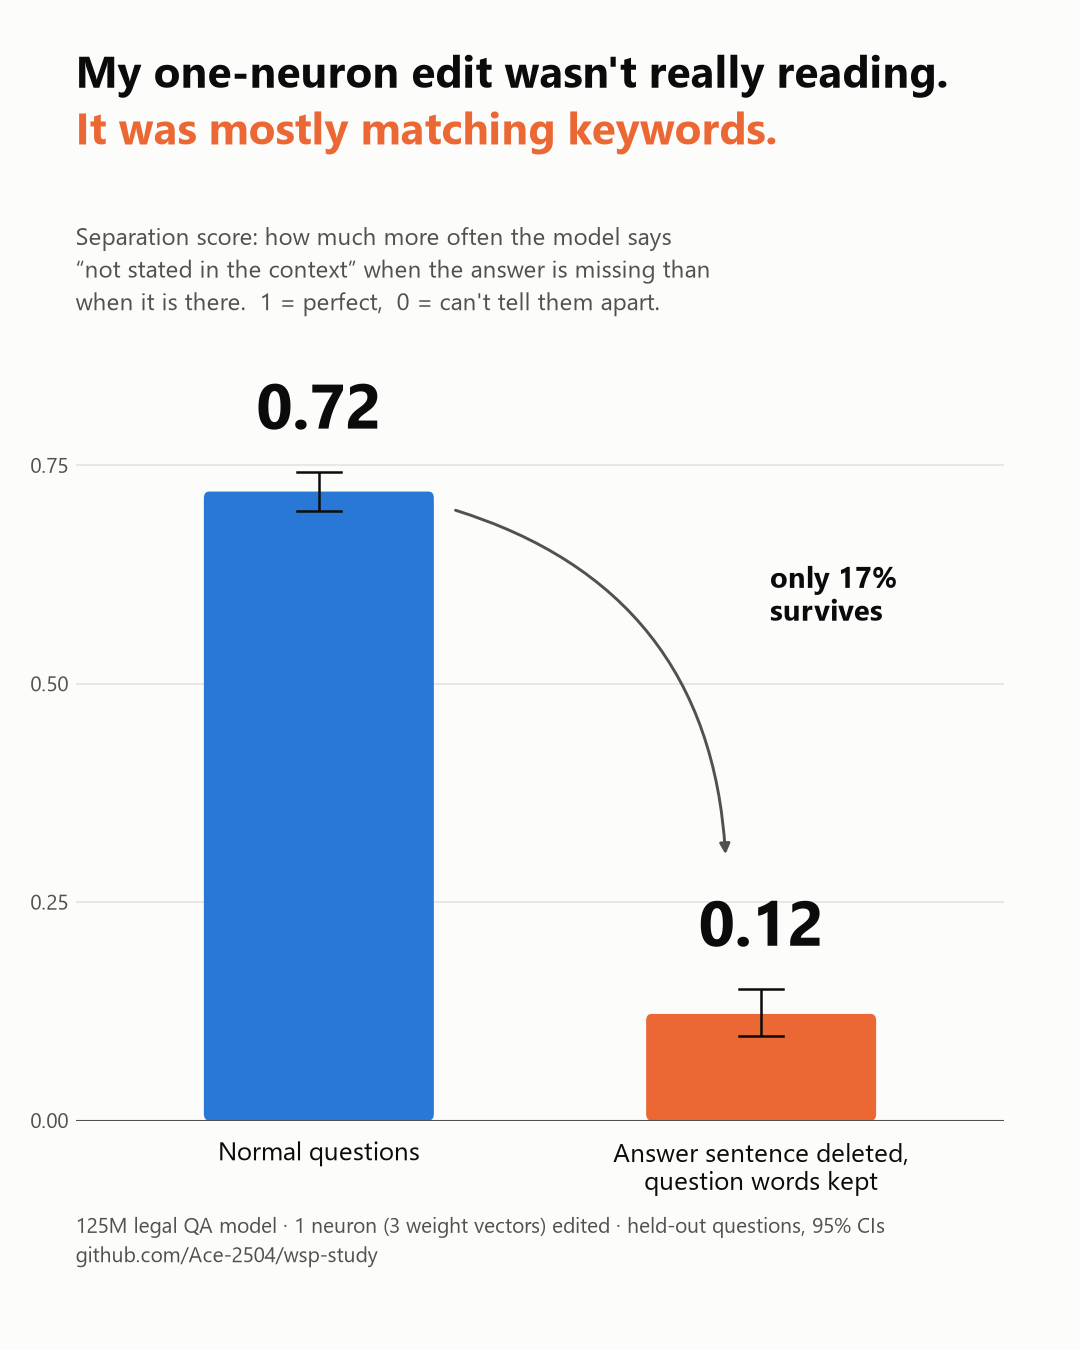 My one-neuron edit wasn't really reading.
It was mostly matching keywords.
Separation score: how much more often the model says
“not stated in the context” when the answer is missing than
when it is there.  1 = perfect,  0 = can't tell them apart.
0.72
0.75
only 17%
survives
0.50
0.25
0.12
0.00
Normal questions
Answer sentence deleted,
question words kept
125M legal QA model · 1 neuron (3 weight vectors) edited · held-out questions, 95% CIs
github.com/Ace-2504/wsp-study